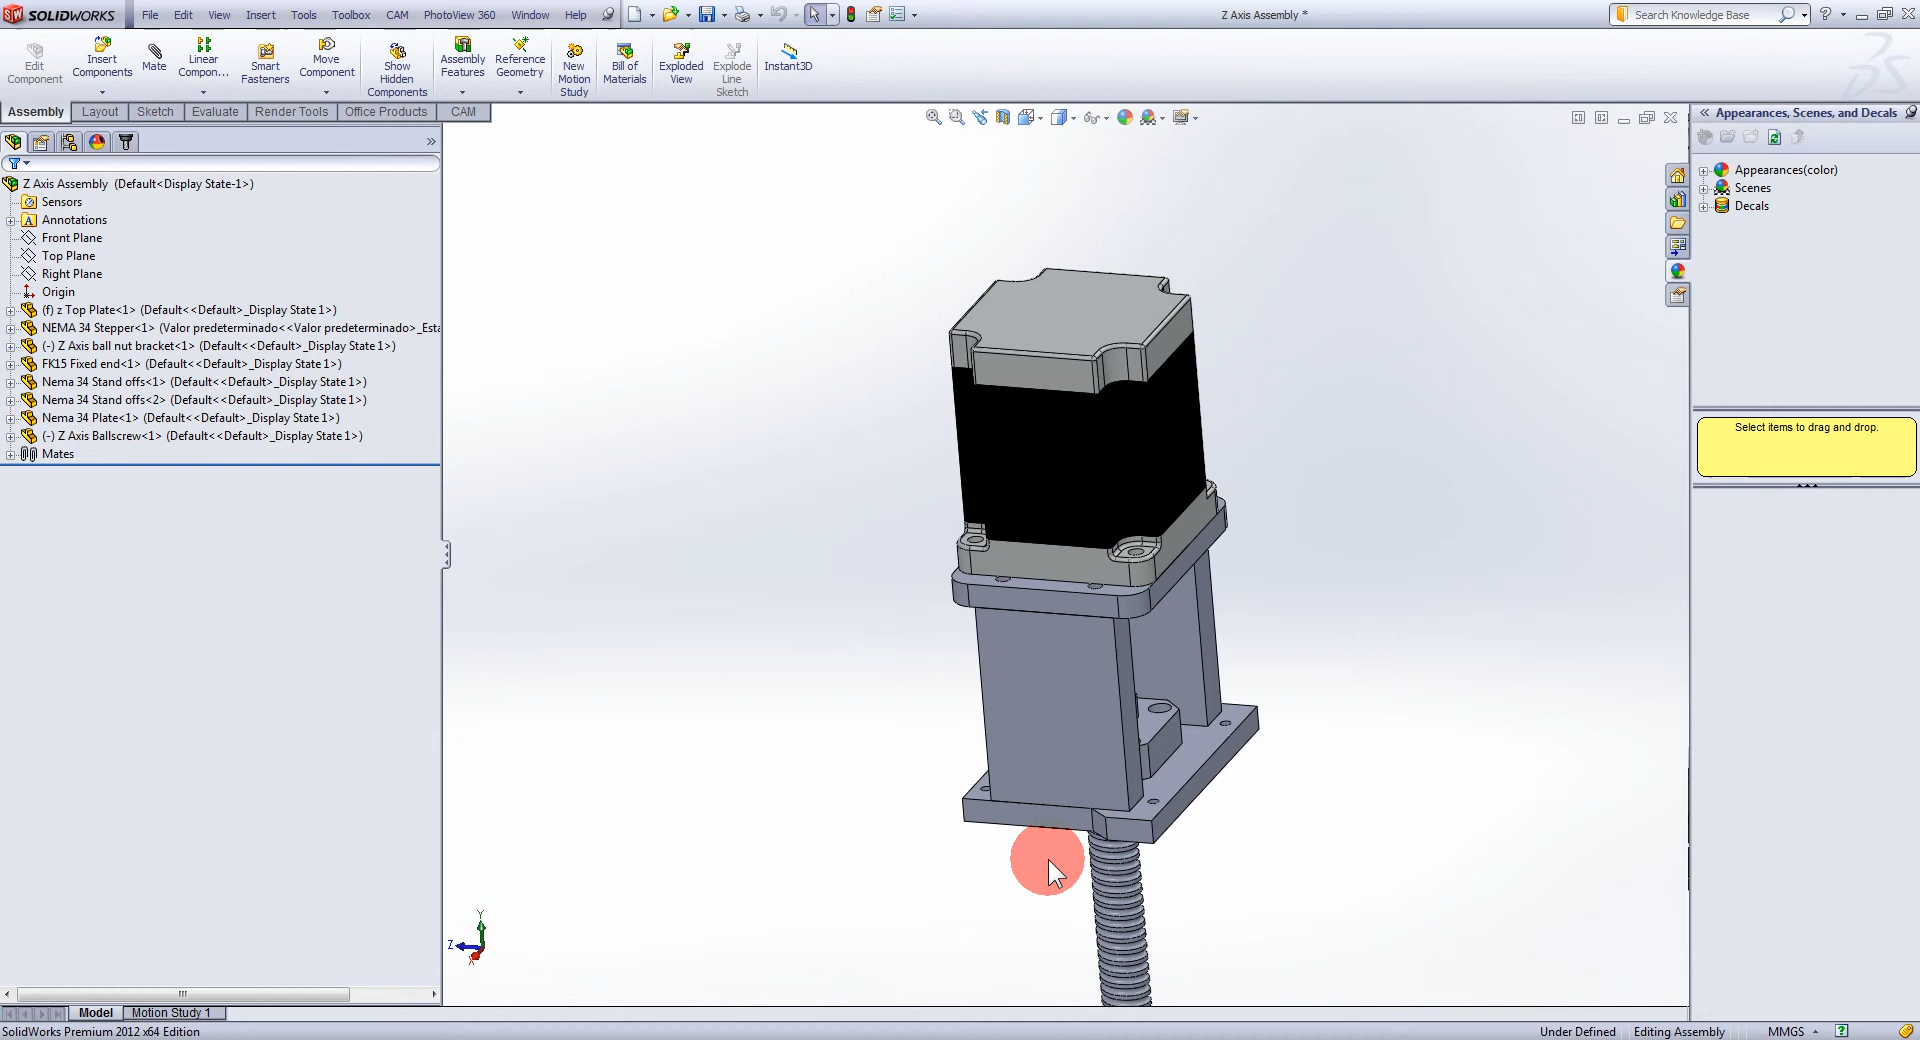 SW SOLIDWORKS File Edit View Insert Tools Toolbox CAM PhotoView 360 Window Help Z Axis Assembly * Search Knowledge Base
Edit Component Insert Components Mate Linear Compon... Smart Fasteners Move Component Show Hidden Components Assembly Features Reference Geometry New Motion Study Bill of Materials Exploded View Explode Line Sketch Instant3D
Assembly Layout Sketch Evaluate Render Tools Office Products CAM
Appearances, Scenes, and Decals
Z Axis Assembly (Default<Display State-1>)
Sensors
Annotations
Front Plane
Top Plane
Right Plane
Origin
(f) z Top Plate<1> (Default<<Default>_Display State 1>)
NEMA 34 Stepper<1> (Valor predeterminado<<Valor predeterminado>_Esta
(-) Z Axis ball nut bracket<1> (Default<<Default>_Display State 1>)
FK15 Fixed end<1> (Default<<Default>_Display State 1>)
Nema 34 Stand offs<1> (Default<<Default>_Display State 1>)
Nema 34 Stand offs<2> (Default<<Default>_Display State 1>)
Nema 34 Plate<1> (Default<<Default>_Display State 1>)
(-) Z Axis Ballscrew<1> (Default<<Default>_Display State 1>)
Mates
Appearances(color)
Scenes
Decals
Select items to drag and drop.
Y
Z
X
Model Motion Study 1
SolidWorks Premium 2012 x64 Edition Under Defined Editing Assembly MMGS